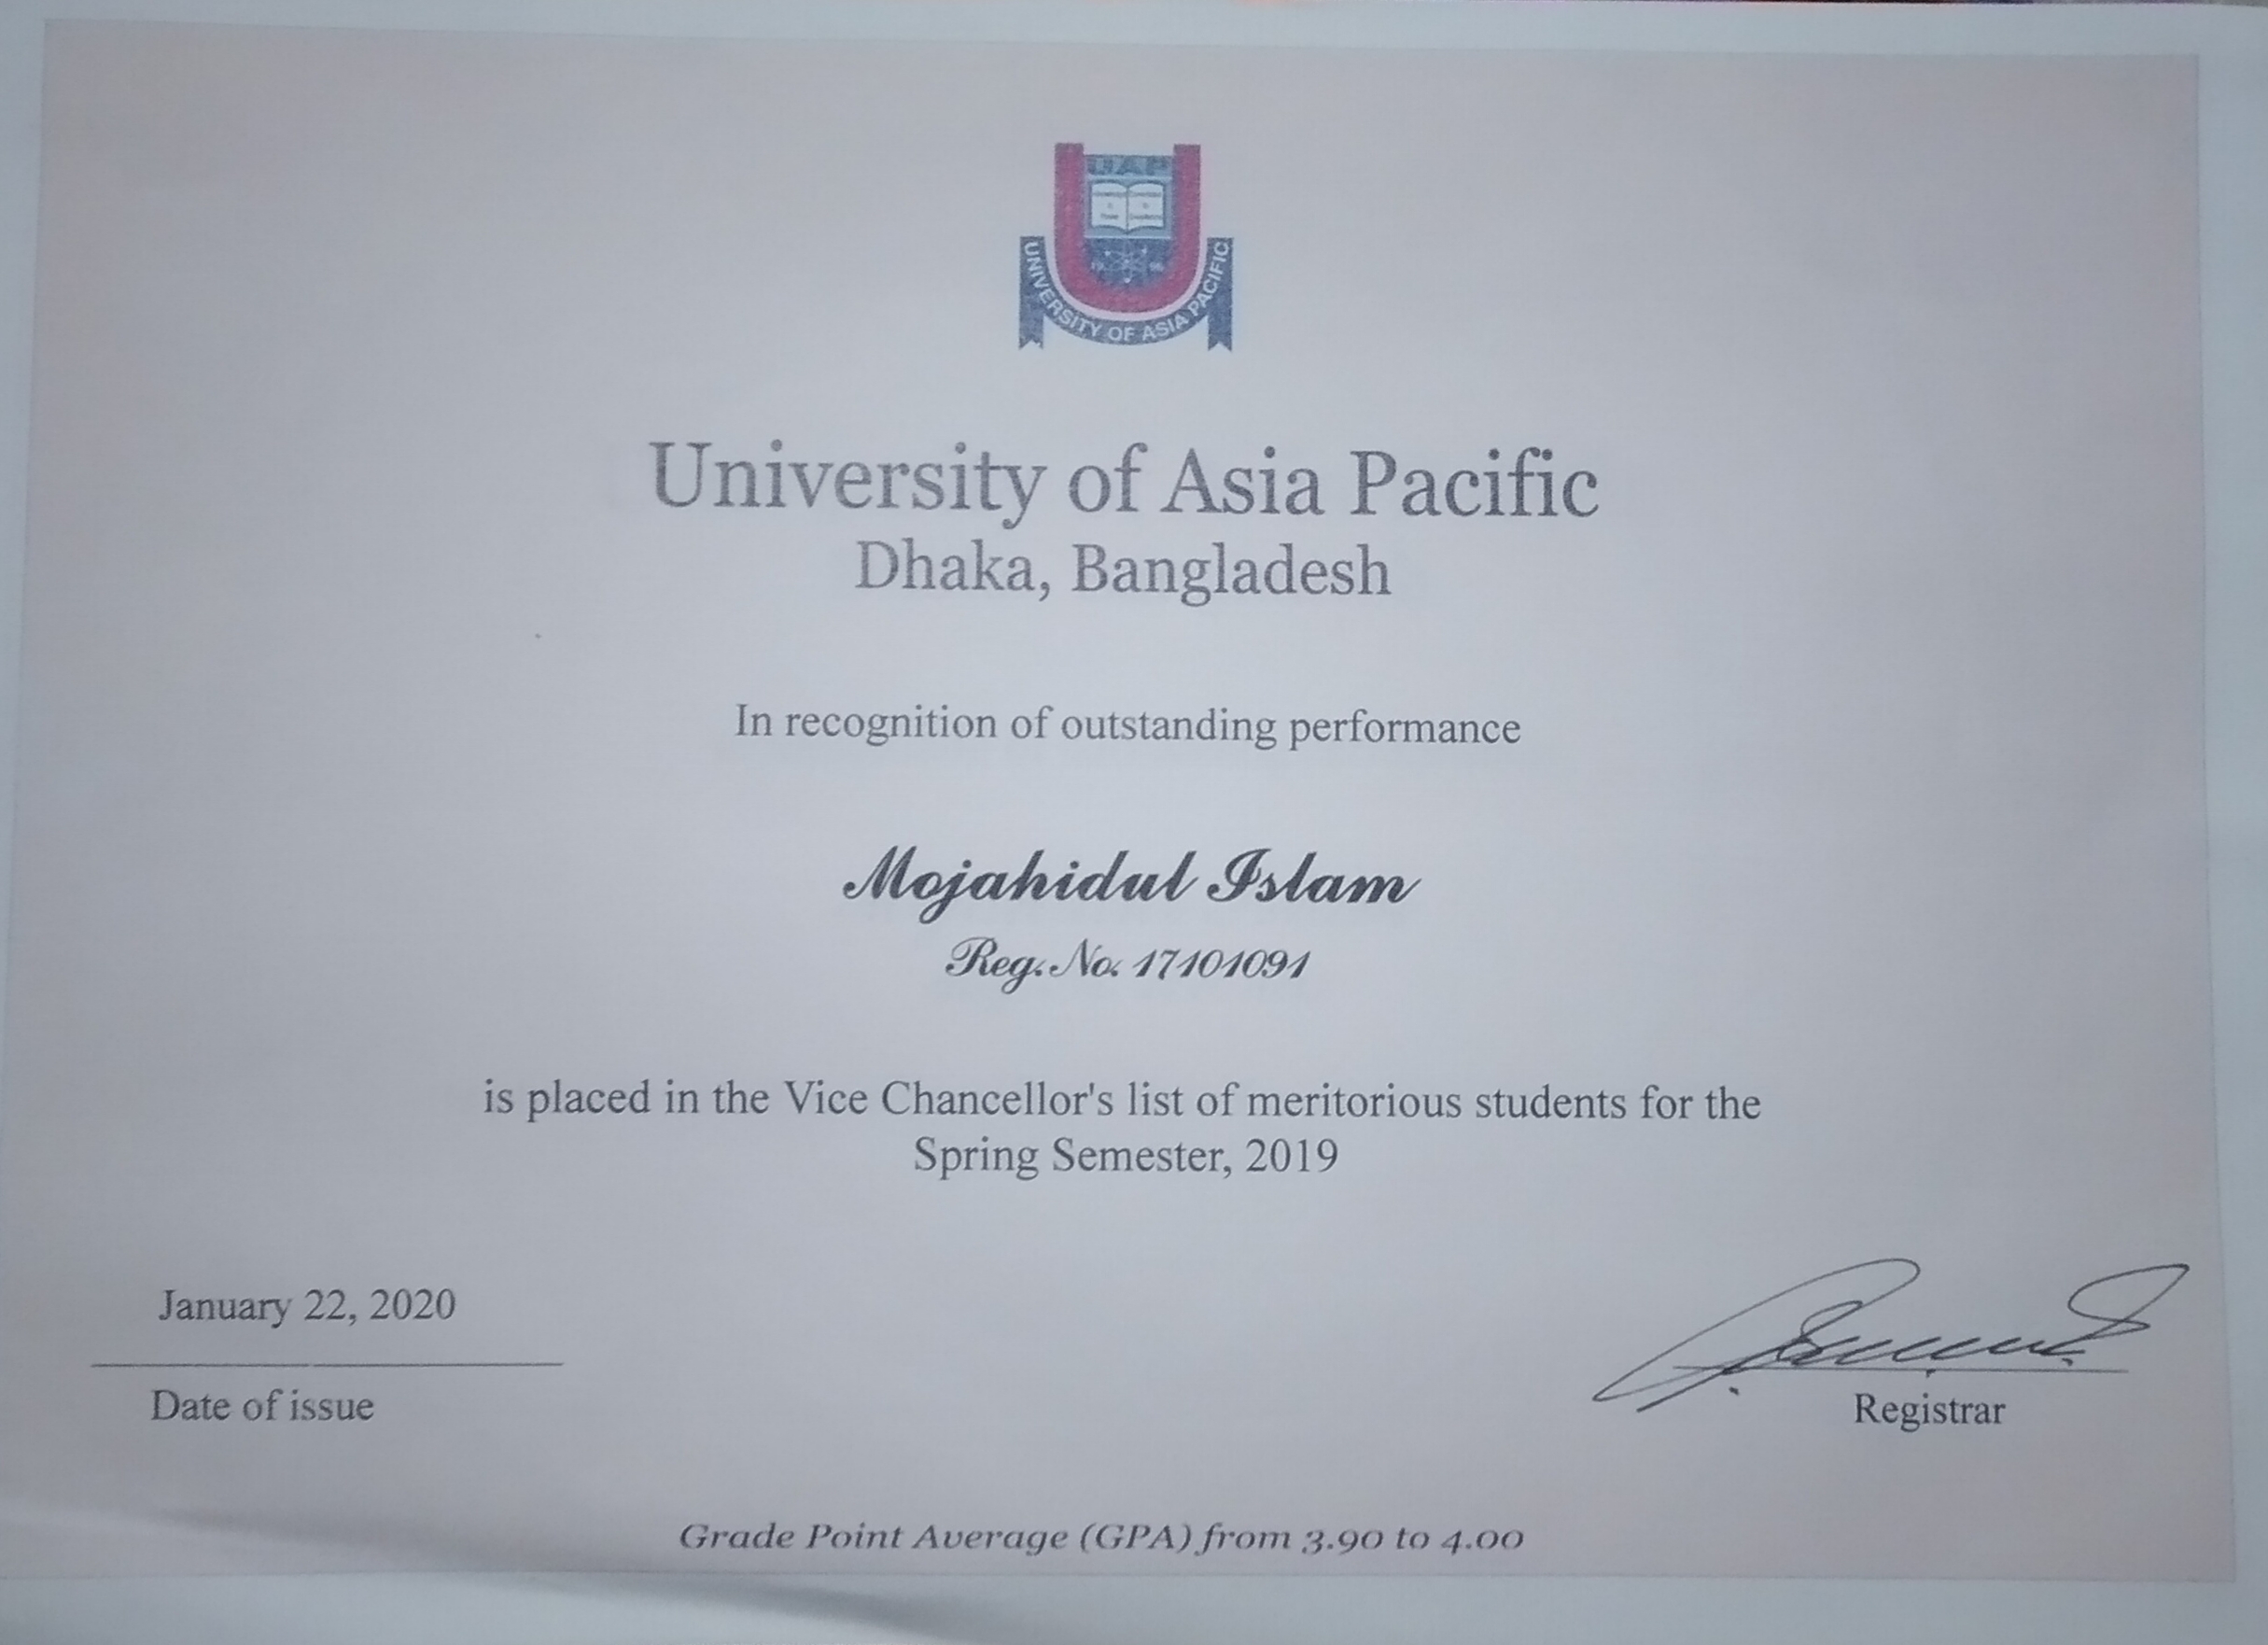 UAP
UNIVERSITY OF ASIA PACIFIC
University of Asia Pacific
Dhaka, Bangladesh
In recognition of outstanding performance
Mojahidul Islam
Reg. No. 17101091
is placed in the Vice Chancellor's list of meritorious students for the
Spring Semester, 2019
January 22, 2020
Date of issue
Registrar
Grade Point Average (GPA) from 3.90 to 4.00